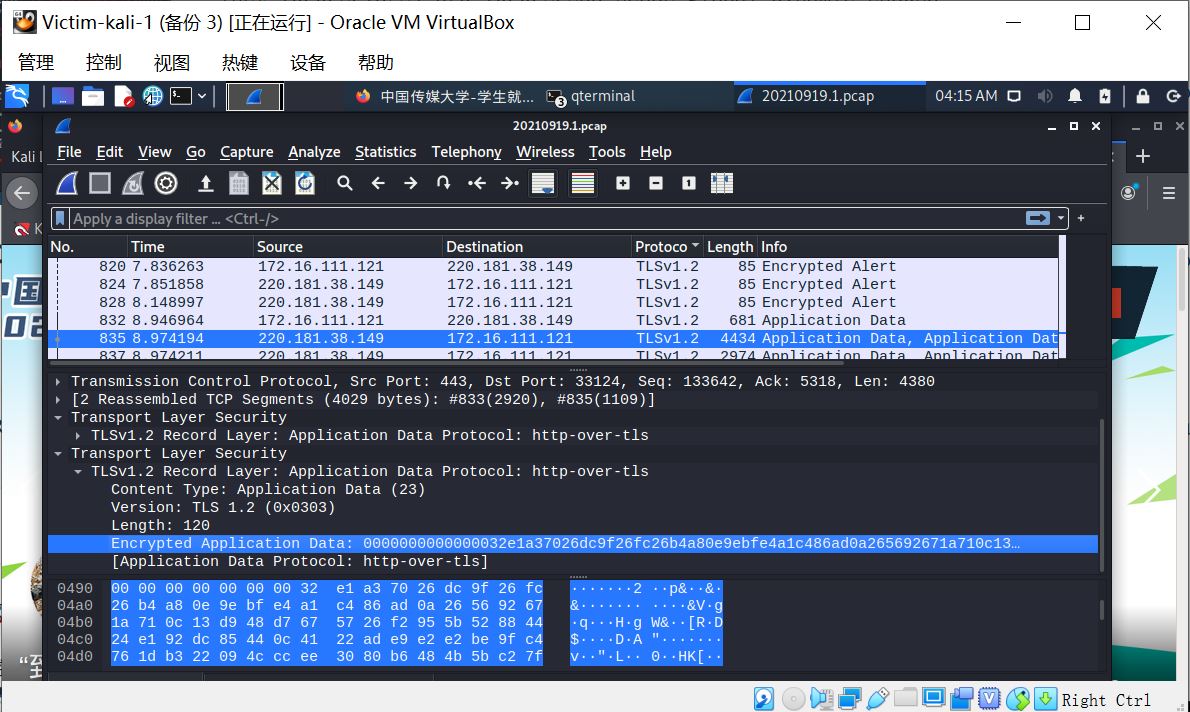 Victim-kali-1 (备份 3) [正在运行] - Oracle VM VirtualBox
管理 控制 视图 热键 设备 帮助
中国传媒大学-学生就... 3 qterminal 20210919.1.pcap 04:15 AM
20210919.1.pcap
Kali
File Edit View Go Capture Analyze Statistics Telephony Wireless Tools Help
Apply a display filter ... <Ctrl-/>
No. Time Source Destination Protoco Length Info
820 7.836263 172.16.111.121 220.181.38.149 TLSv1.2 85 Encrypted Alert
824 7.851858 220.181.38.149 172.16.111.121 TLSv1.2 85 Encrypted Alert
828 8.148997 220.181.38.149 172.16.111.121 TLSv1.2 85 Encrypted Alert
832 8.946964 172.16.111.121 220.181.38.149 TLSv1.2 681 Application Data
835 8.974194 220.181.38.149 172.16.111.121 TLSv1.2 4434 Application Data, Application Dat
837 8.974211 220.181.38.149 172.16.111.121 TLSv1.2 2974 Application Data, Application Dat
Transmission Control Protocol, Src Port: 443, Dst Port: 33124, Seq: 133642, Ack: 5318, Len: 4380
[2 Reassembled TCP Segments (4029 bytes): #833(2920), #835(1109)]
Transport Layer Security
TLSv1.2 Record Layer: Application Data Protocol: http-over-tls
Transport Layer Security
TLSv1.2 Record Layer: Application Data Protocol: http-over-tls
Content Type: Application Data (23)
Version: TLS 1.2 (0x0303)
Length: 120
Encrypted Application Data: 0000000000000032e1a37026dc9f26fc26b4a80e9ebfe4a1c486ad0a265692671a710c13…
[Application Data Protocol: http-over-tls]
0490 00 00 00 00 00 00 00 32 e1 a3 70 26 dc 9f 26 fc ·······2 ··p&··&·
04a0 26 b4 a8 0e 9e bf e4 a1 c4 86 ad 0a 26 56 92 67 &······· ····&V·g
04b0 1a 71 0c 13 d9 48 d7 67 57 26 f2 95 5b 52 88 44 ·q···H·g W&··[R·D
04c0 24 e1 92 dc 85 44 0c 41 22 ad e9 e2 e2 be 9f c4 $····D·A "·······
04d0 76 1d b3 22 09 4c cc ee 30 80 b6 48 4b 5b c2 7f v··"·L·· 0··HK[··
Right Ctrl